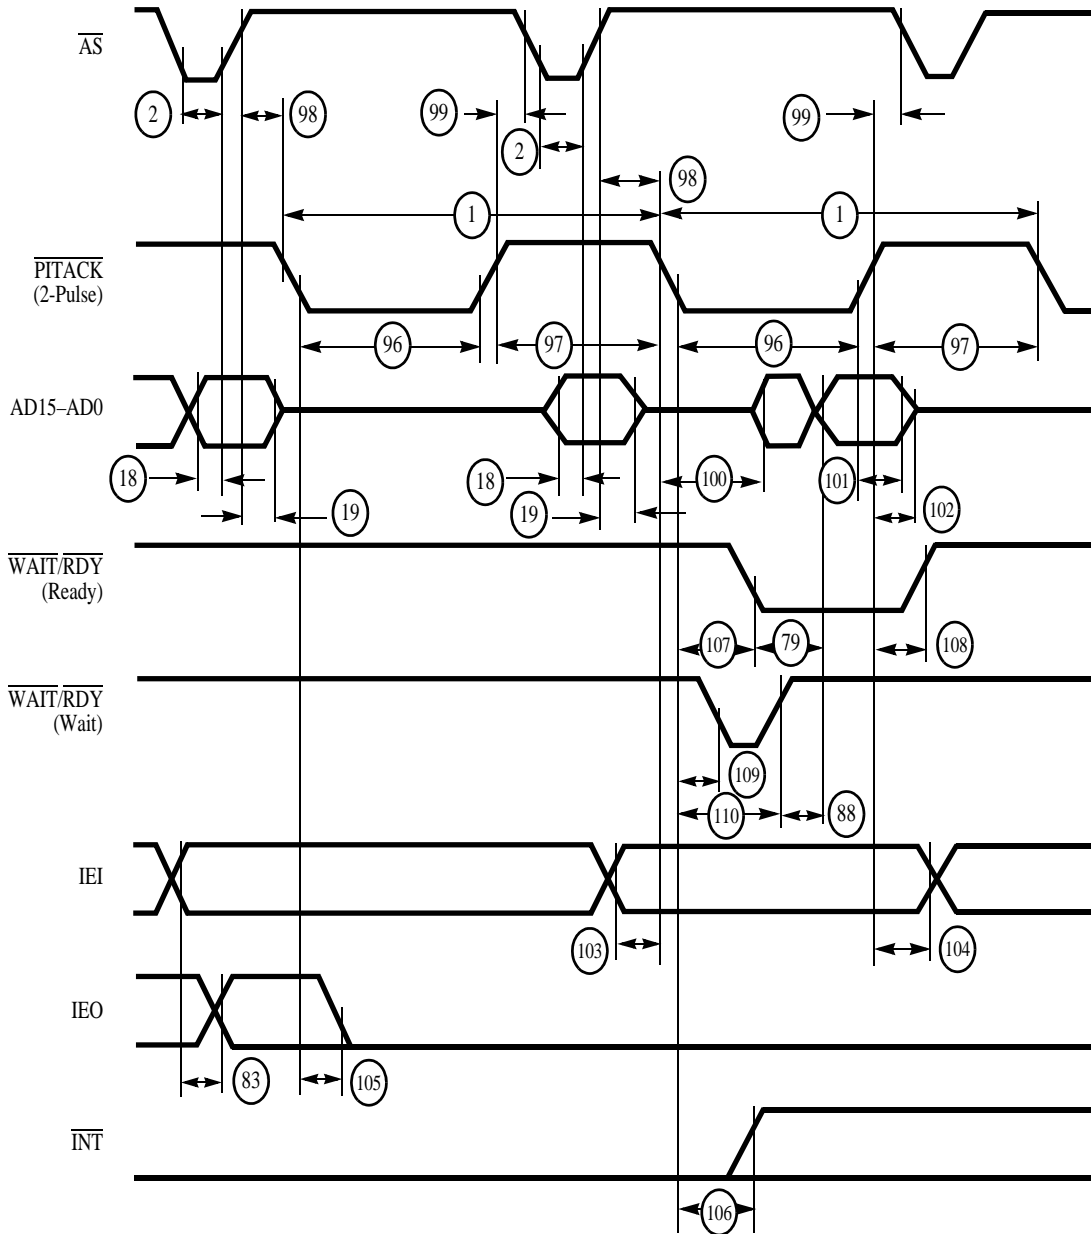 AS
2
98
99
2
99
98
1
1
PITACK
(2-Pulse)
96
97
96
97
AD15–AD0
18
19
18
19
100
101
102
WAIT/RDY
(Ready)
107
79
108
WAIT/RDY
(Wait)
109
110
88
IEI
103
104
IEO
83
105
INT
106